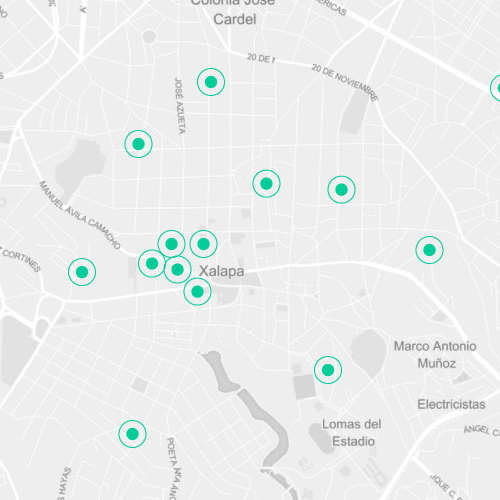 Colonia José
Cardel
ÉRICAS
20 DE N
20 DE NOVIEMBRE
JOSÉ AZUETA
MANUEL ÁVILA CAMACHO
CORTINES
Xalapa
Marco Antonio
Muñoz
Electricistas
Lomas del
Estadio
POETA
HAYAS